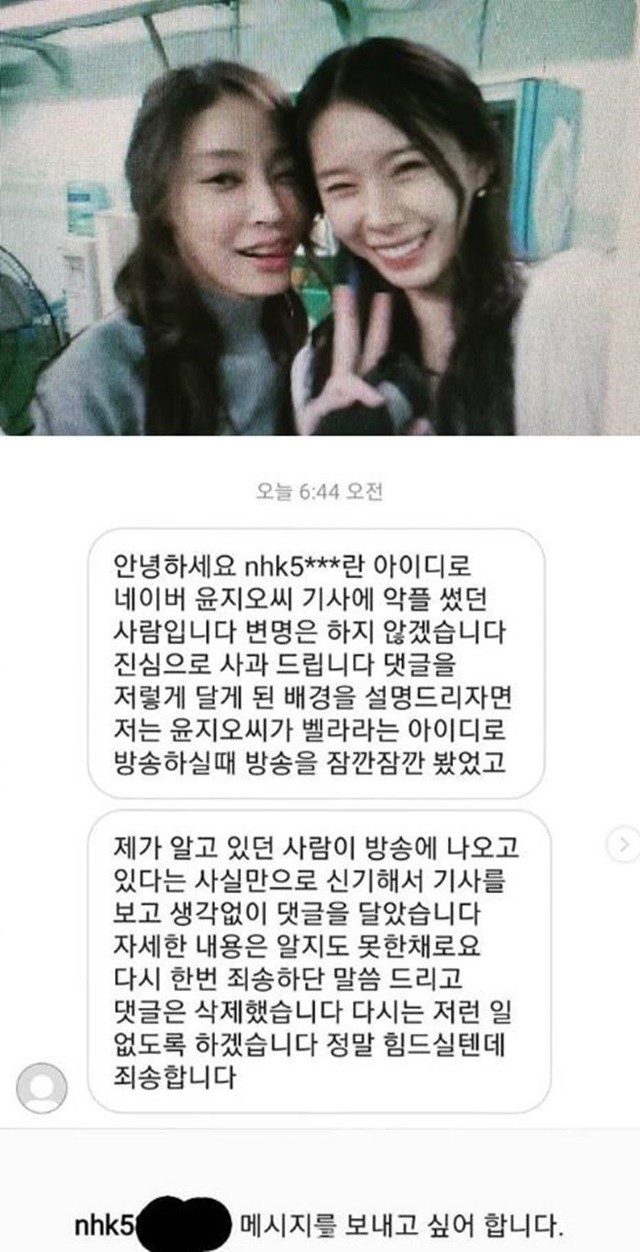 오늘 6:44 오전
안녕하세요 nhk5***란 아이디로
네이버 윤지오씨 기사에 악플 썼던
사람입니다 변명은 하지 않겠습니다
진심으로 사과 드립니다 댓글을
저렇게 달게 된 배경을 설명드리자면
저는 윤지오씨가 벨라라는 아이디로
방송하실때 방송을 잠깐잠깐 봤었고
제가 알고 있던 사람이 방송에 나오고
있다는 사실만으로 신기해서 기사를
보고 생각없이 댓글을 달았습니다
자세한 내용은 알지도 못한채로요
다시 한번 죄송하단 말씀 드리고
댓글은 삭제했습니다 다시는 저런 일
없도록 하겠습니다 정말 힘드실텐데
죄송합니다
nhk5 메시지를 보내고 싶어 합니다.